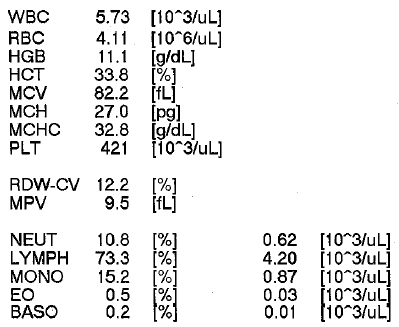 WBC 5.73 [10^3/uL]
RBC 4.11 [10^6/uL]
HGB 11.1 [g/dL]
HCT 33.8 [%]
MCV 82.2 [fL]
MCH 27.0 [pg]
MCHC 32.8 [g/dL]
PLT 421 [10^3/uL]
RDW-CV 12.2 [%]
MPV 9.5 [fL]
NEUT 10.8 [%] 0.62 [10^3/uL]
LYMPH 73.3 [%] 4.20 [10^3/uL]
MONO 15.2 [%] 0.87 [10^3/uL]
EO 0.5 [%] 0.03 [10^3/uL]
BASO 0.2 [%] 0.01 [10^3/uL]